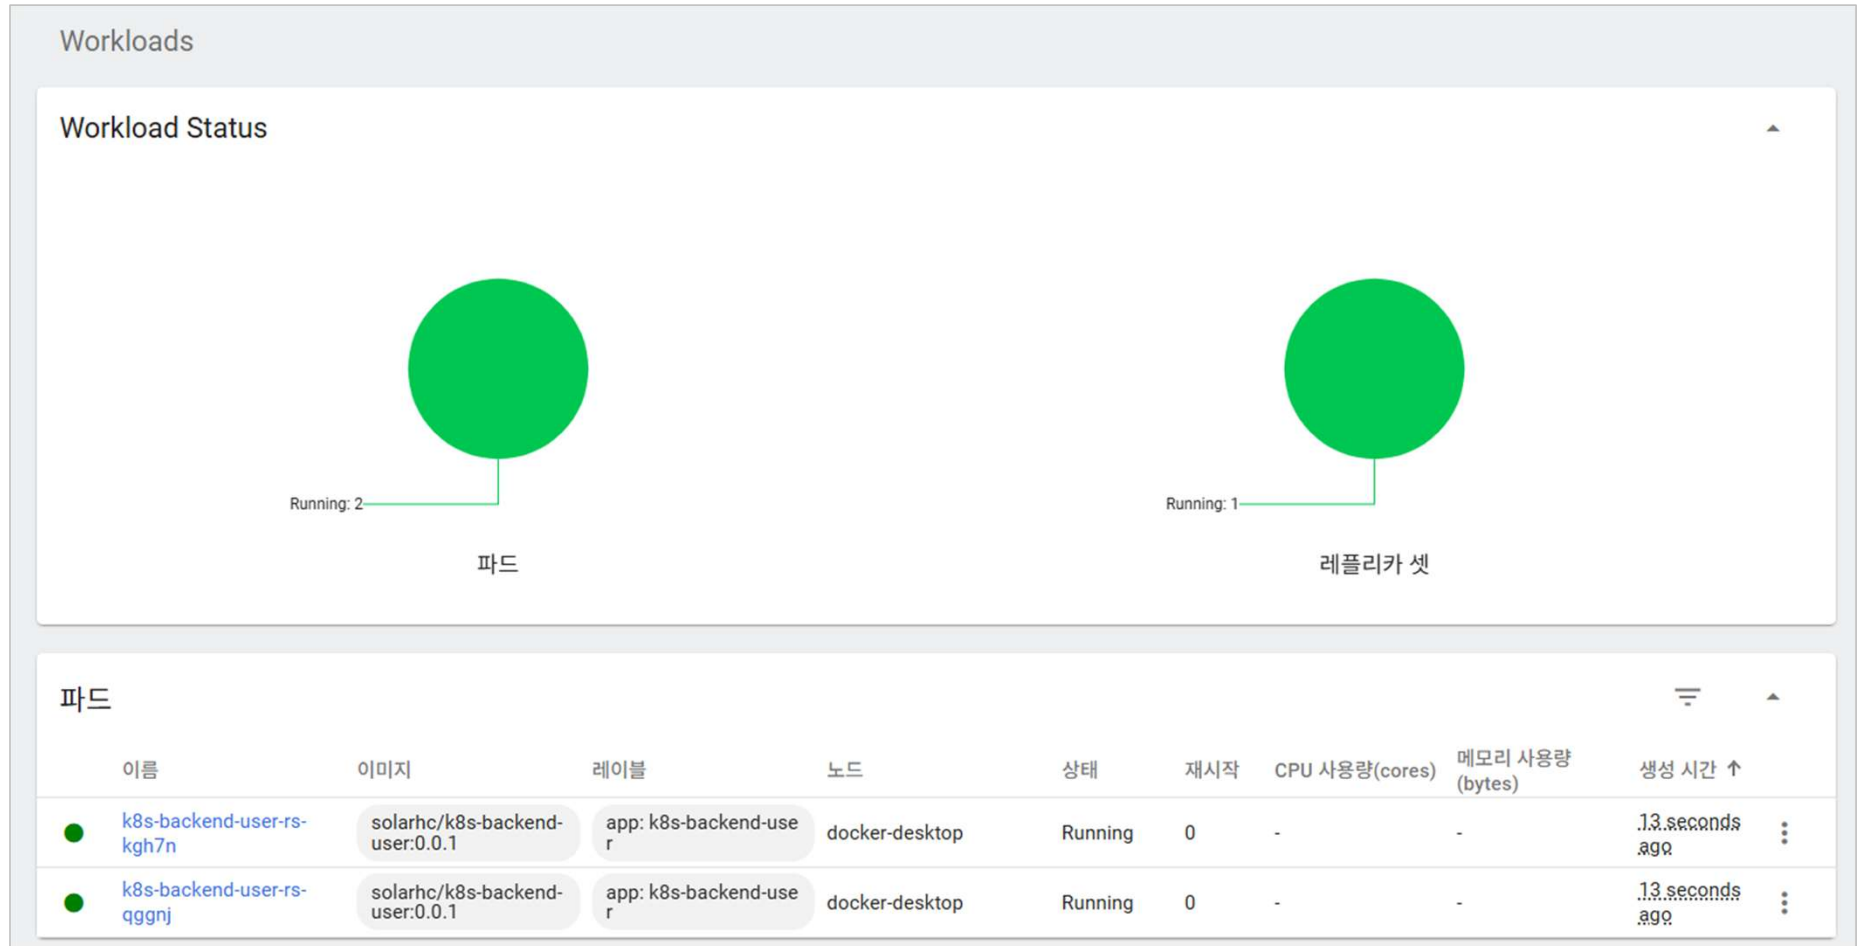 Workloads
Workload Status
Running: 2
Running: 1
파드
레플리카 셋
파드
이름 이미지 레이블 노드 상태 재시작 CPU 사용량(cores) 메모리 사용량 생성 시간
(bytes)
k8s-backend-user-rs- solarhc/k8s-backend- app: k8s-backend-use docker-desktop Running 0 - - 13 seconds
kgh7n user:0.0.1 r ago
k8s-backend-user-rs- solarhc/k8s-backend- app: k8s-backend-use docker-desktop Running 0 - - 13 seconds
qggnj user:0.0.1 r ago